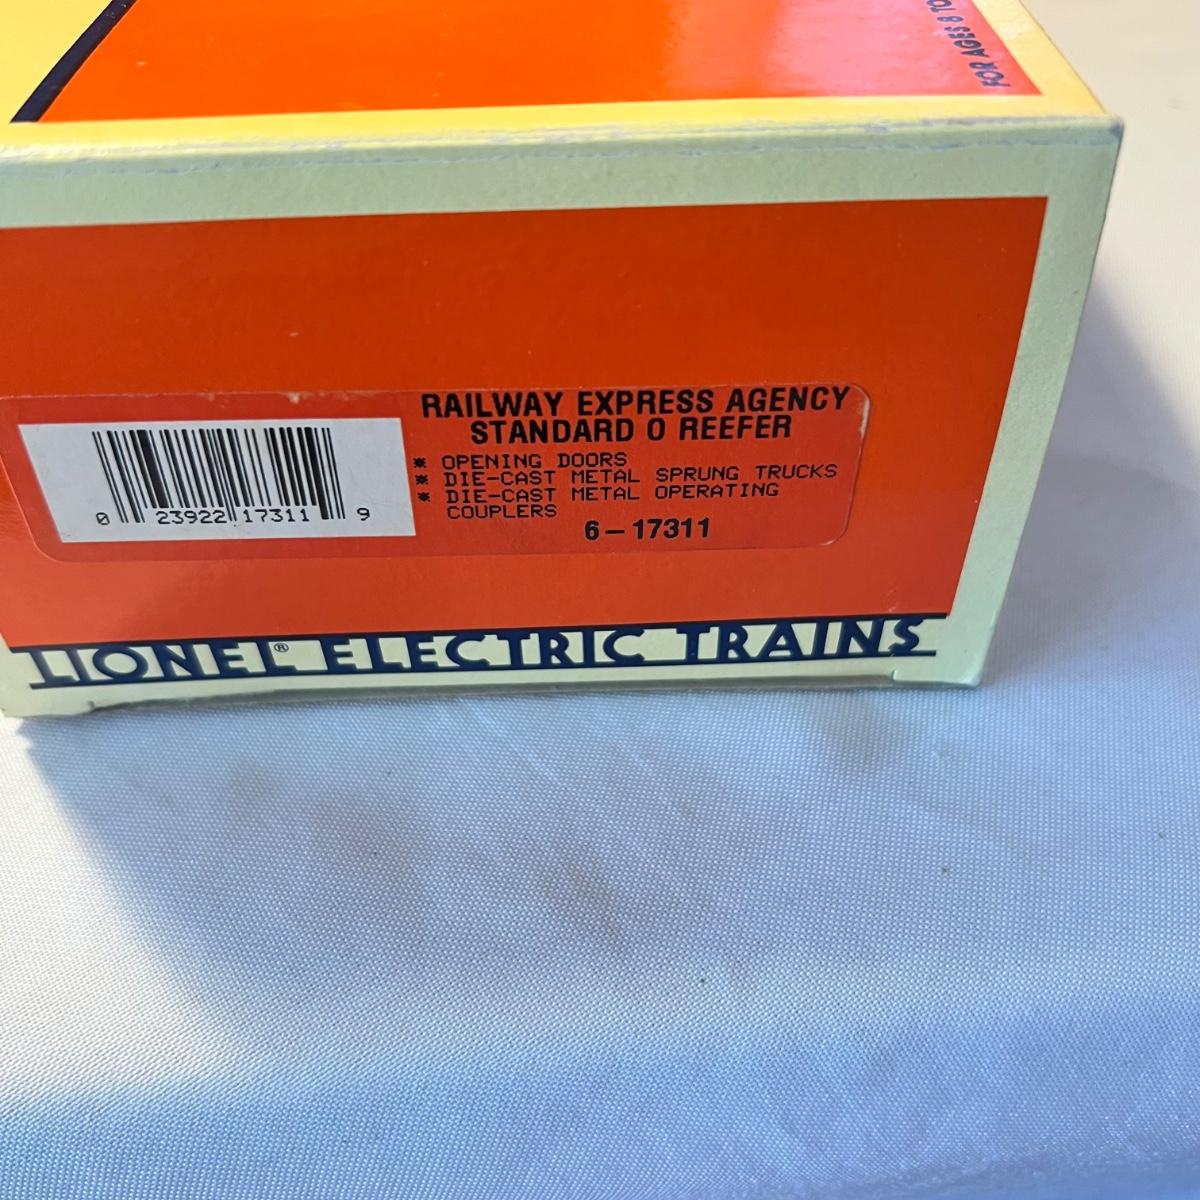 FOR AGES 8 TO
RAILWAY EXPRESS AGENCY
STANDARD O REEFER
* OPENING DOORS
* DIE-CAST METAL SPRUNG TRUCKS
* DIE-CAST METAL OPERATING
COUPLERS
6-17311
0 23922 17311 9
LIONEL® ELECTRIC TRAINS